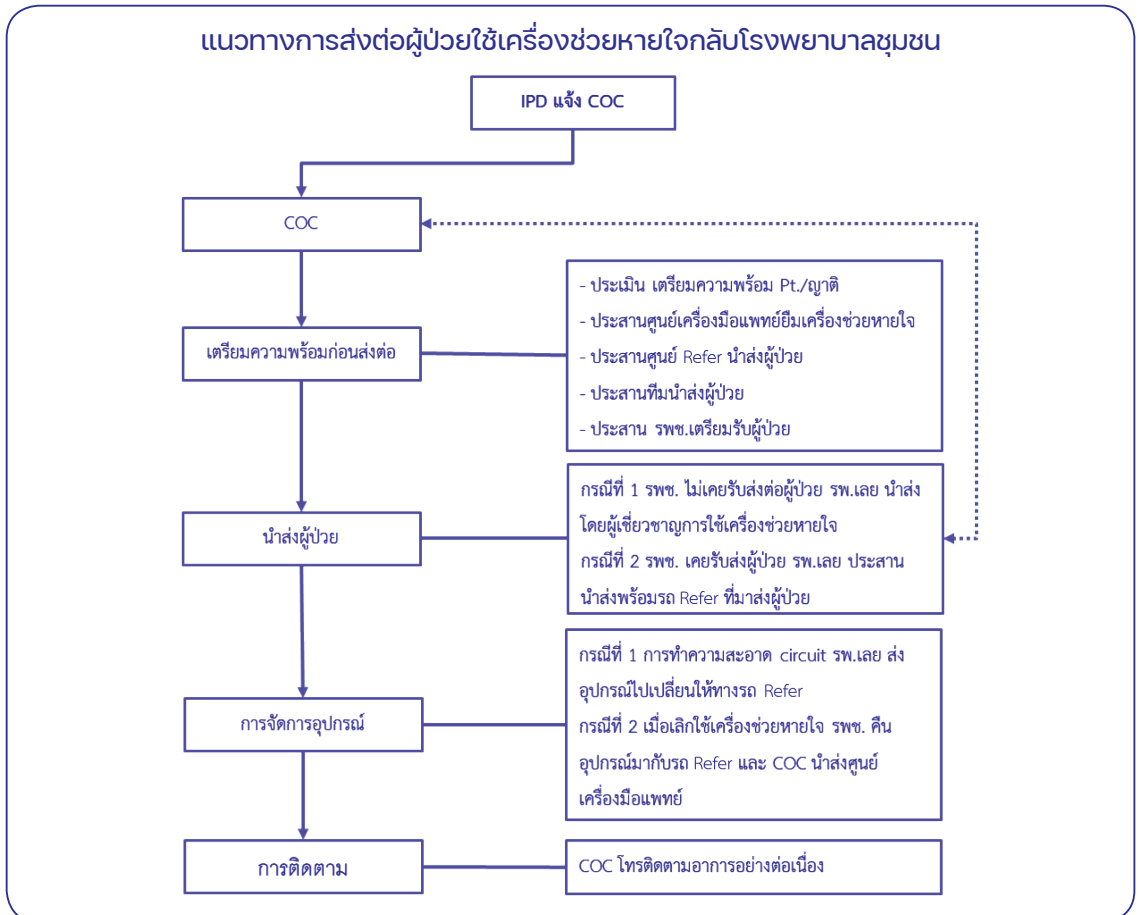 แนวทางการส่งต่อผู้ป่วยใช้เครื่องช่วยหายใจกลับโรงพยาบาลชุมชน
IPD แจ้ง COC
COC
- ประเมิน เตรียมความพร้อม Pt./ญาติ
- ประสานศูนย์เครื่องมือแพทย์ยืมเครื่องช่วยหายใจ
- ประสานศูนย์ Refer นำส่งผู้ป่วย
- ประสานทีมนำส่งผู้ป่วย
- ประสาน รพช.เตรียมรับผู้ป่วย
เตรียมความพร้อมก่อนส่งต่อ
กรณีที่ 1 รพช. ไม่เคยรับส่งต่อผู้ป่วย รพ.เลย นำส่ง
โดยผู้เชี่ยวชาญการใช้เครื่องช่วยหายใจ
กรณีที่ 2 รพช. เคยรับส่งผู้ป่วย รพ.เลย ประสาน
นำส่งพร้อมรถ Refer ที่มาส่งผู้ป่วย
นำส่งผู้ป่วย
กรณีที่ 1 การทำความสะอาด circuit รพ.เลย ส่ง
อุปกรณ์ไปเปลี่ยนให้ทางรถ Refer
กรณีที่ 2 เมื่อเลิกใช้เครื่องช่วยหายใจ รพช. คืน
อุปกรณ์มากับรถ Refer และ COC นำส่งศูนย์
เครื่องมือแพทย์
การจัดการอุปกรณ์
การติดตาม
COC โทรติดตามอาการอย่างต่อเนื่อง